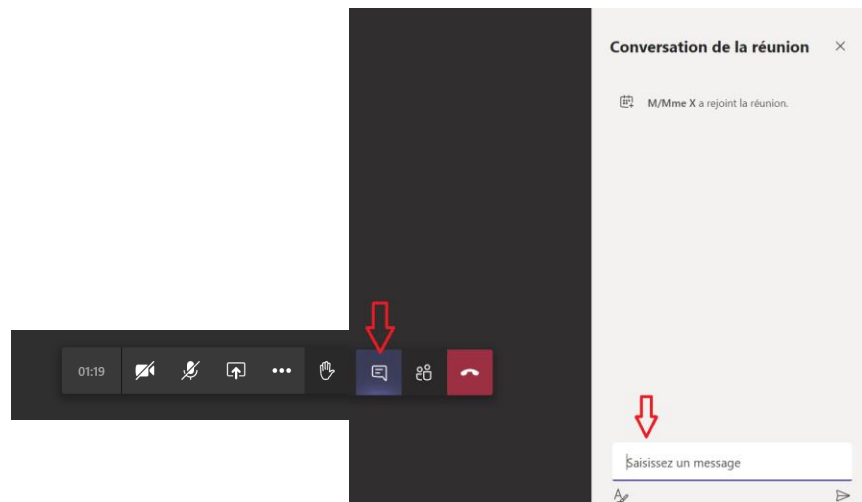 Conversation de la réunion
M/Mme X a rejoint la réunion.
01:19
Saisissez un message